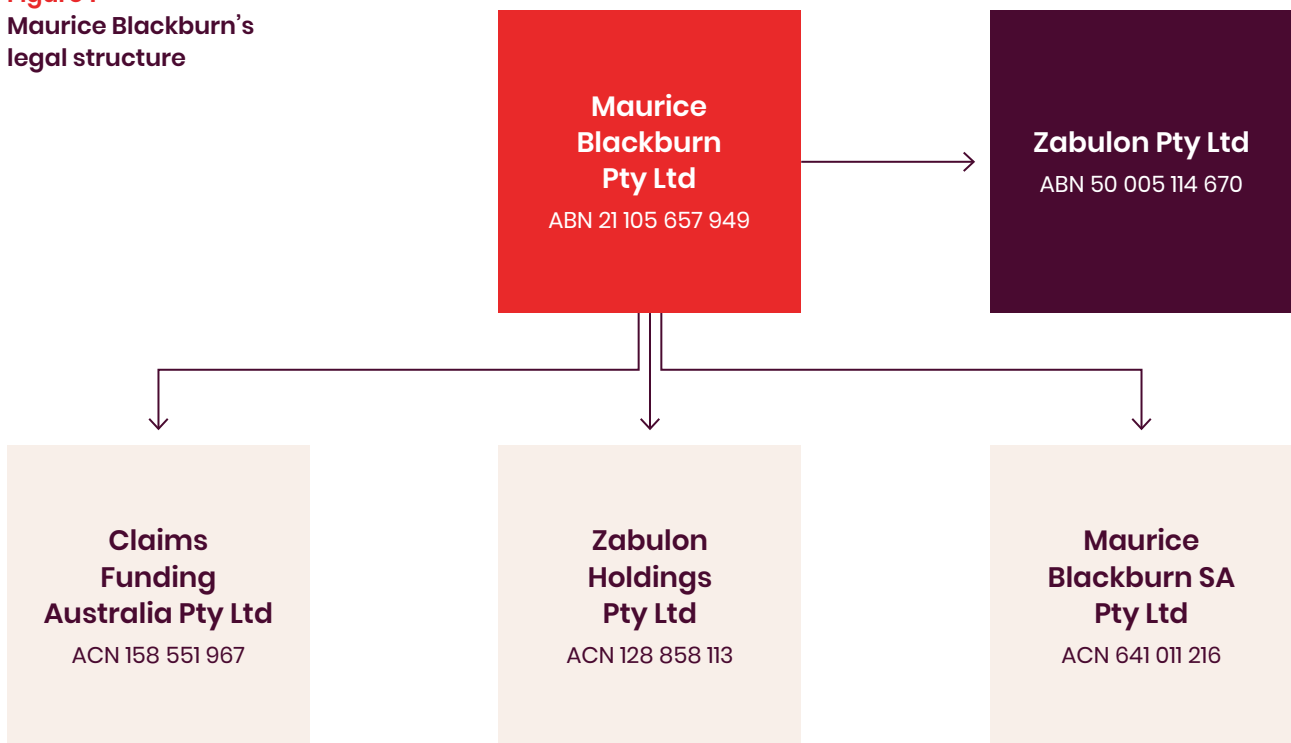 Maurice Blackburn's
legal structure
Maurice
Blackburn
Pty Ltd
ABN 21 105 657 949
Zabulon Pty Ltd
ABN 50 005 114 670
Claims
Funding
Australia Pty Ltd
ACN 158 551 967
Zabulon
Holdings
Pty Ltd
ACN 128 858 113
Maurice
Blackburn SA
Pty Ltd
ACN 641 011 216